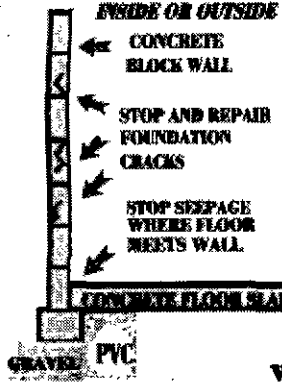 INSIDE OR OUTSIDE
CONCRETE
BLOCK WALL
STOP AND REPAIR
FOUNDATION
CRACKS
STOP SEEPAGE
WHERE FLOOR
MEETS WALL
CONCRETE FLOOR SLAB
GRAVEL
PVC